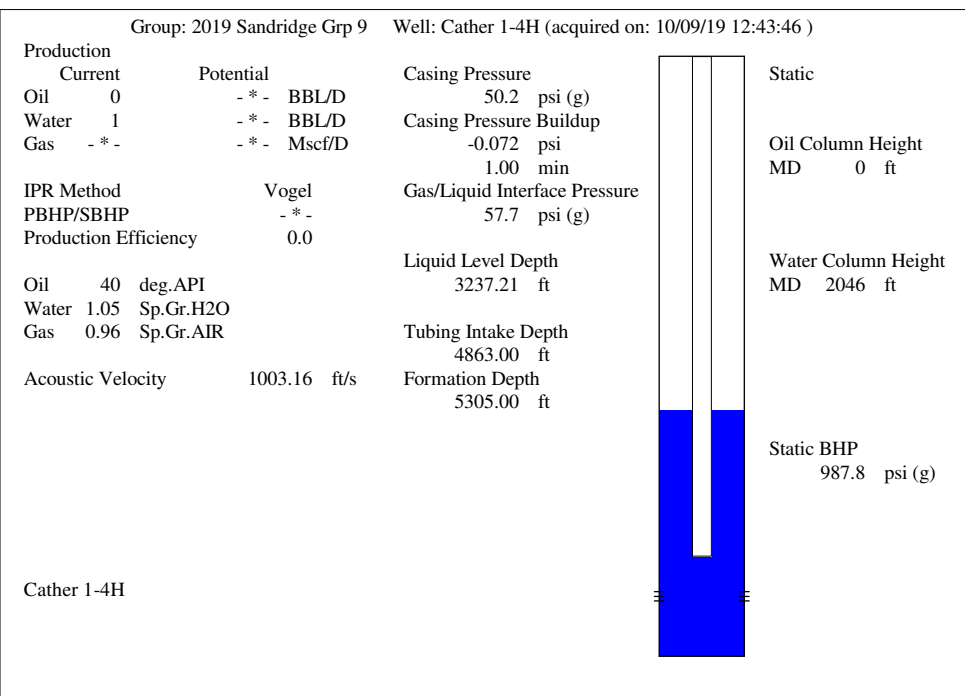 Group: 2019 Sandridge Grp 9 Well: Cather 1-4H (acquired on: 10/09/19 12:43:46 )
Production
Current Potential
Oil 0 - * - BBL/D
Water 1 - * - BBL/D
Gas - * - - * - Mscf/D
IPR Method Vogel
PBHP/SBHP - * -
Production Efficiency 0.0
Oil 40 deg.API
Water 1.05 Sp.Gr.H2O
Gas 0.96 Sp.Gr.AIR
Acoustic Velocity 1003.16 ft/s
Casing Pressure
50.2 psi (g)
Casing Pressure Buildup
-0.072 psi
1.00 min
Gas/Liquid Interface Pressure
57.7 psi (g)
Liquid Level Depth
3237.21 ft
Tubing Intake Depth
4863.00 ft
Formation Depth
5305.00 ft
Static
Oil Column Height
MD 0 ft
Water Column Height
MD 2046 ft
Static BHP
987.8 psi (g)
Cather 1-4H